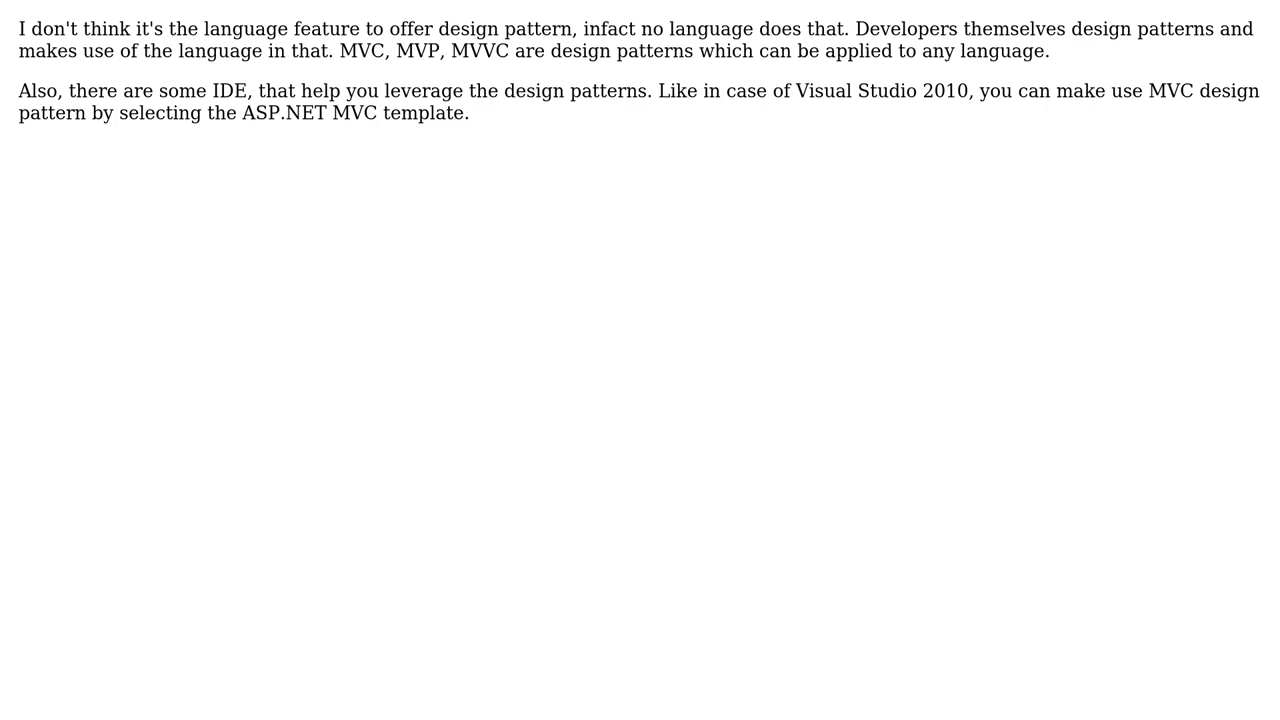 I don't think it's the language feature to offer design pattern, infact no language does that. Developers themselves design patterns and
makes use of the language in that. MVC, MVP, MVVC are design patterns which can be applied to any language.
Also, there are some IDE, that help you leverage the design patterns. Like in case of Visual Studio 2010, you can make use MVC design
pattern by selecting the ASP.NET MVC template.